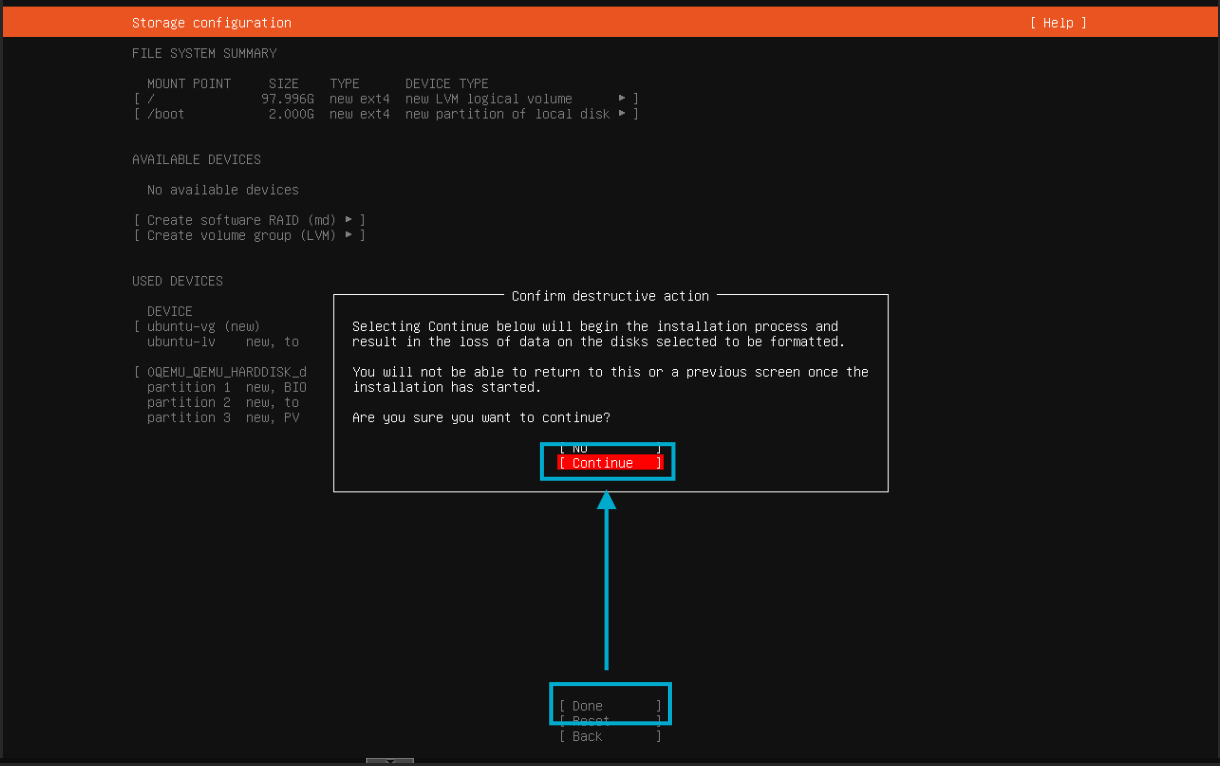 Storage configuration [ Help ]
FILE SYSTEM SUMMARY
MOUNT POINT SIZE TYPE DEVICE TYPE
[ / 97.996G new ext4 new LVM logical volume ▸ ]
[ /boot 2.000G new ext4 new partition of local disk ▸ ]
AVAILABLE DEVICES
No available devices
[ Create software RAID (md) ▸ ]
[ Create volume group (LVM) ▸ ]
USED DEVICES
DEVICE
[ ubuntu-vg (new)
ubuntu-lv new, to
[ 0QEMU_QEMU_HARDDISK_d
partition 1 new, BIO
partition 2 new, to
partition 3 new, PV
Confirm destructive action
Selecting Continue below will begin the installation process and
result in the loss of data on the disks selected to be formatted.
You will not be able to return to this or a previous screen once the
installation has started.
Are you sure you want to continue?
[ No ]
[ Continue ]
[ Done ]
[ Reset ]
[ Back ]